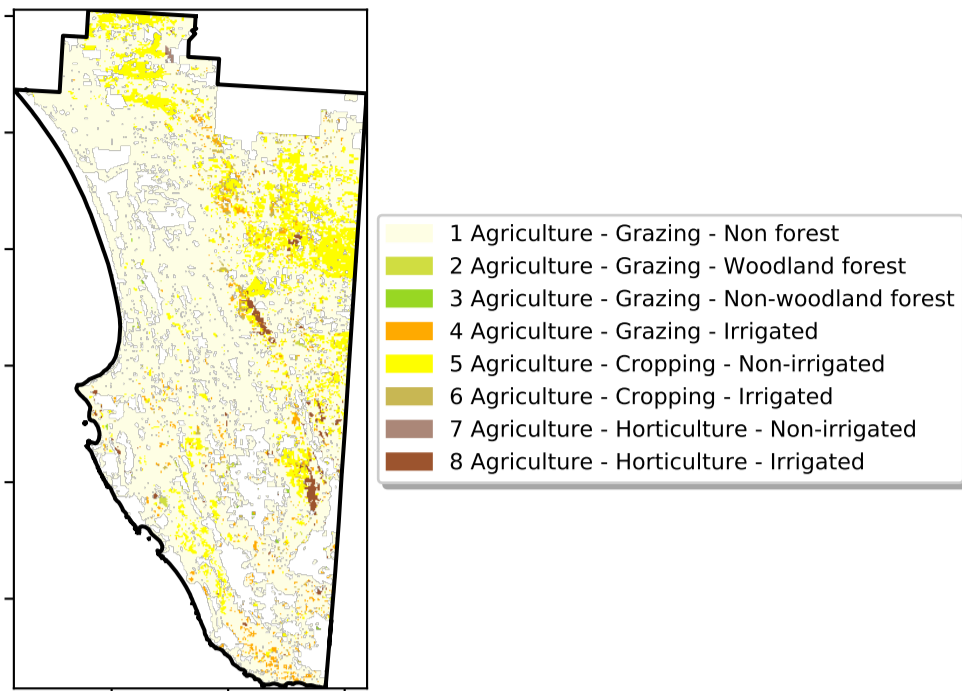 1 Agriculture - Grazing - Non forest
2 Agriculture - Grazing - Woodland forest
3 Agriculture - Grazing - Non-woodland forest
4 Agriculture - Grazing - Irrigated
5 Agriculture - Cropping - Non-irrigated
6 Agriculture - Cropping - Irrigated
7 Agriculture - Horticulture - Non-irrigated
8 Agriculture - Horticulture - Irrigated